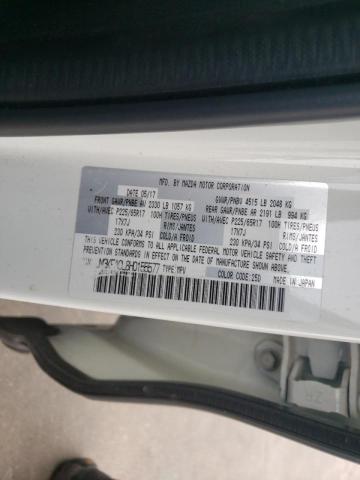 MFG. BY MAZDA MOTOR CORPORATION
DATE 05/17 GVWR/PNBV 4515 LB 2048 KG
FRONT GAWR/PNBE AV 2330 LB 1057 KG REAR GAWR/PNBE AR 2191 LB 994 KG
WITH/AVEC P225/65R17 100H TIRES/PNEUS WITH/AVEC P225/65R17 100H TIRES/PNEUS
17X7J RIMS/JANTES 17X7J RIMS/JANTES
230 KPA/34 PSI COLD/A FROID 230 KPA/34 PSI COLD/A FROID
THIS VEHICLE CONFORMS TO ALL APPLICABLE FEDERAL MOTOR VEHICLE SAFETY AND THEFT
PREVENTION STANDARDS IN EFFECT ON THE DATE OF MANUFACTURE SHOWN ABOVE.
TYPE MPV COLOR CODE: 25D MADE IN JAPAN